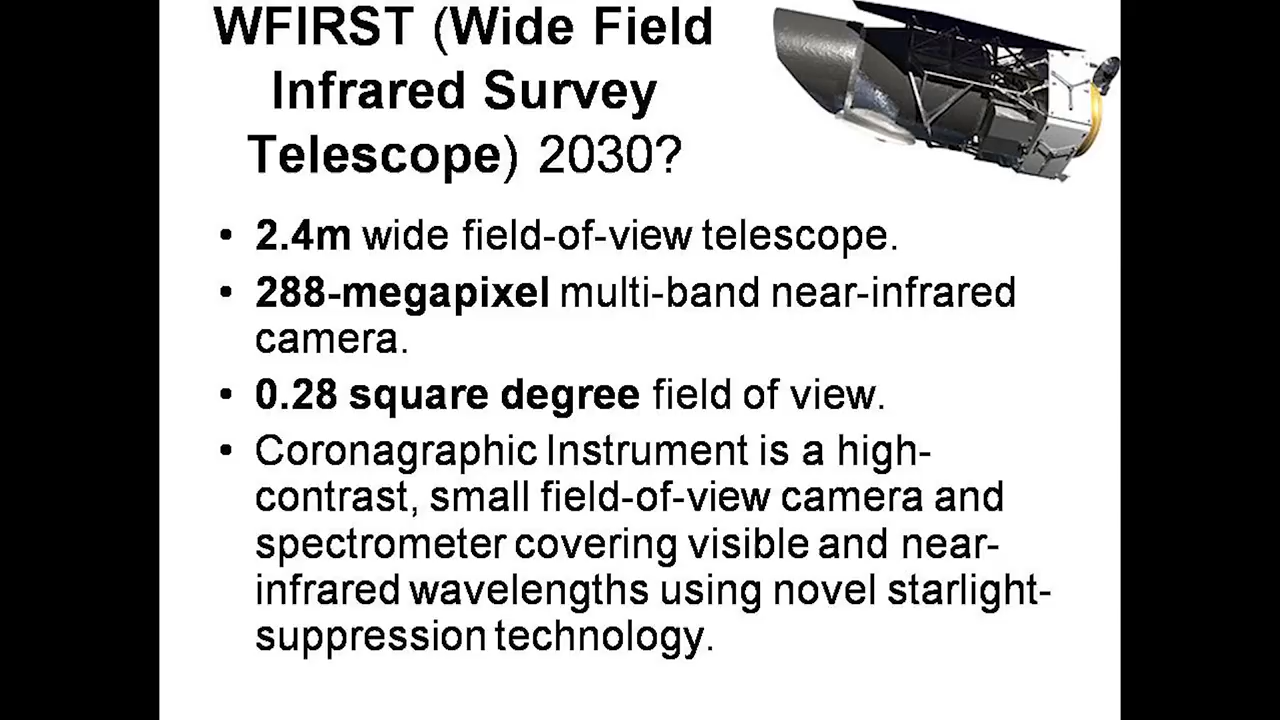 WFIRST (Wide Field
Infrared Survey
Telescope) 2030?
• 2.4m wide field-of-view telescope.
• 288-megapixel multi-band near-infrared
camera.
• 0.28 square degree field of view.
• Coronagraphic Instrument is a high-
contrast, small field-of-view camera and
spectrometer covering visible and near-
infrared wavelengths using novel starlight-
suppression technology.